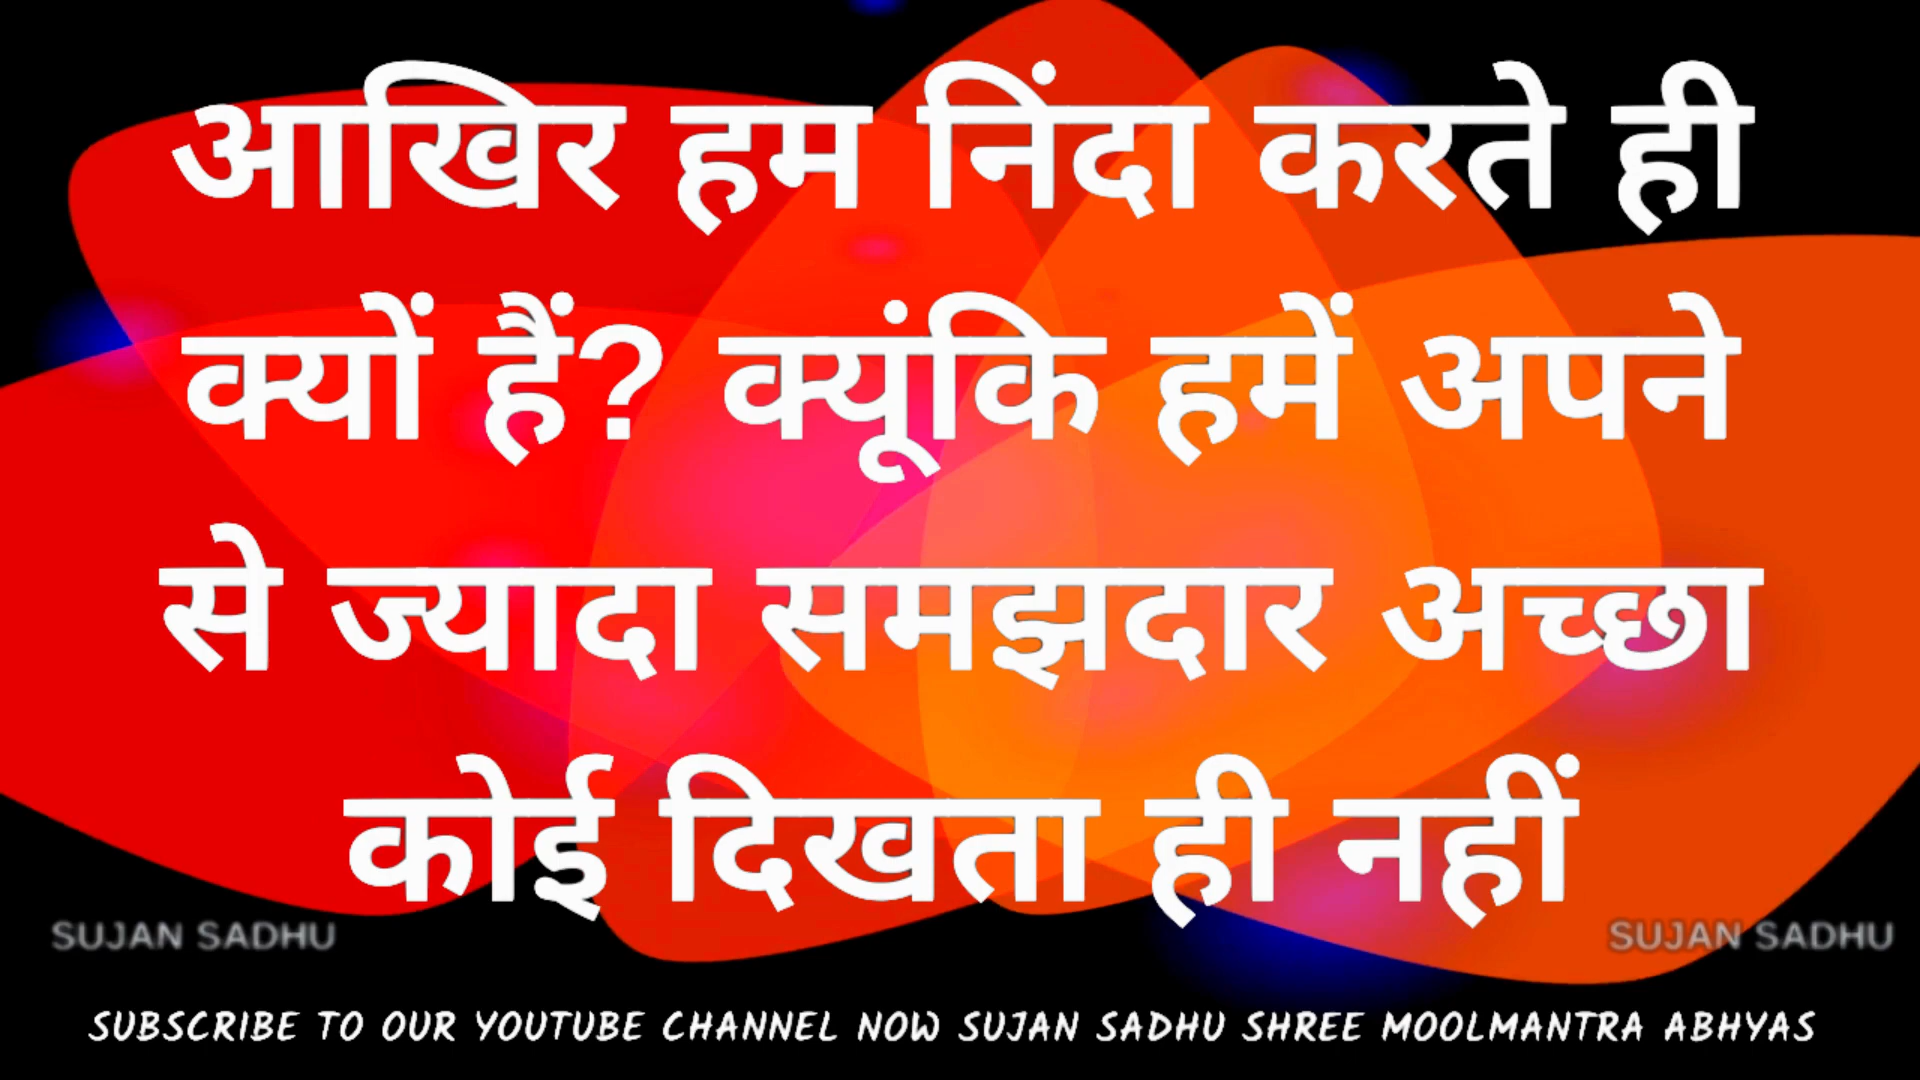 आखिर हम निंदा करते ही
क्यों हैं? क्यूंकि हमें अपने
से ज्यादा समझदार अच्छा
कोई दिखता ही नहीं
SUJAN SADHU
SUJAN SADHU
SUBSCRIBE TO OUR YOUTUBE CHANNEL NOW SUJAN SADHU SHREE MOOLMANTRA ABHYAS